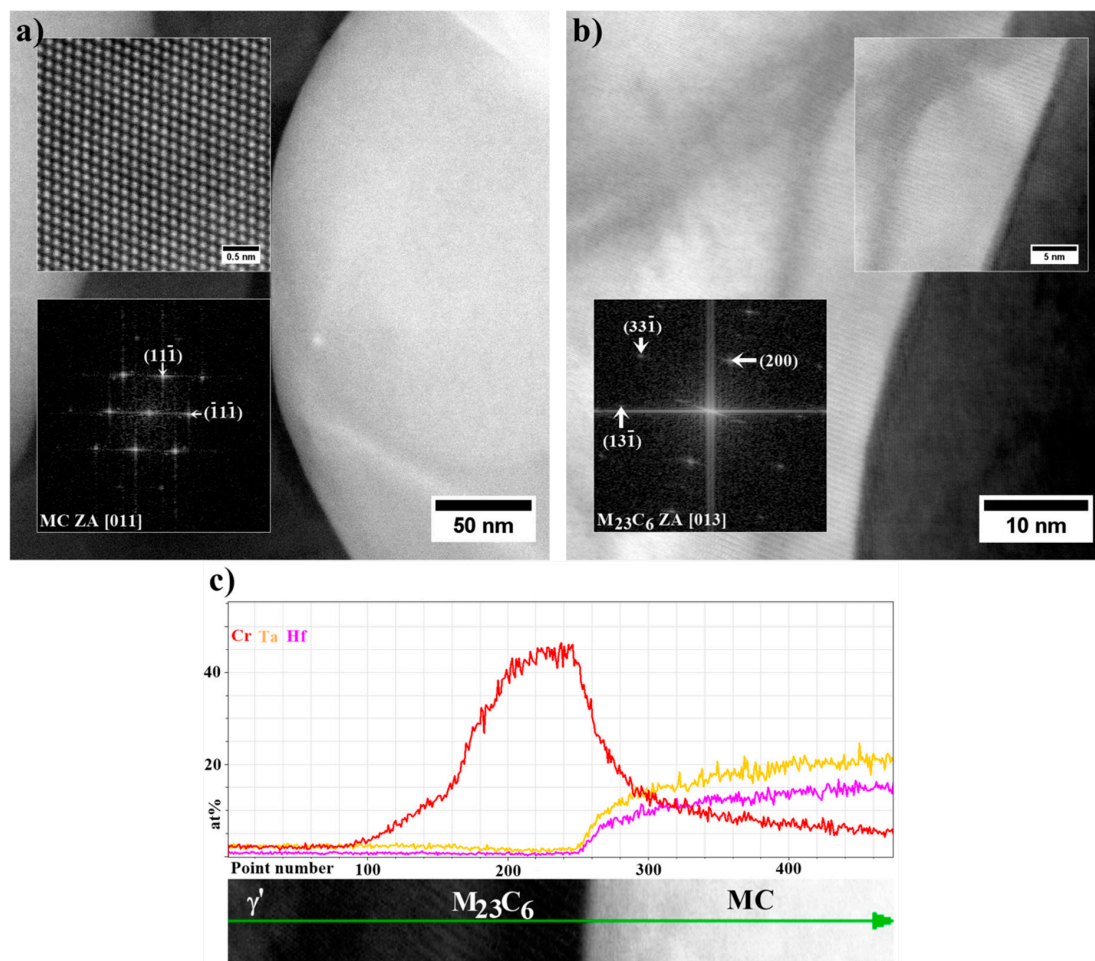 a)
0.5 nm
(111̄)
(1̄11̄)
MC ZA [011]
50 nm
b)
5 nm
(331̄)
(200)
(131̄)
M₂₃C₆ ZA [013]
10 nm
c)
Cr Ta Hf
40
20
at%
Point number 100 200 300 400
γ' M₂₃C₆ MC